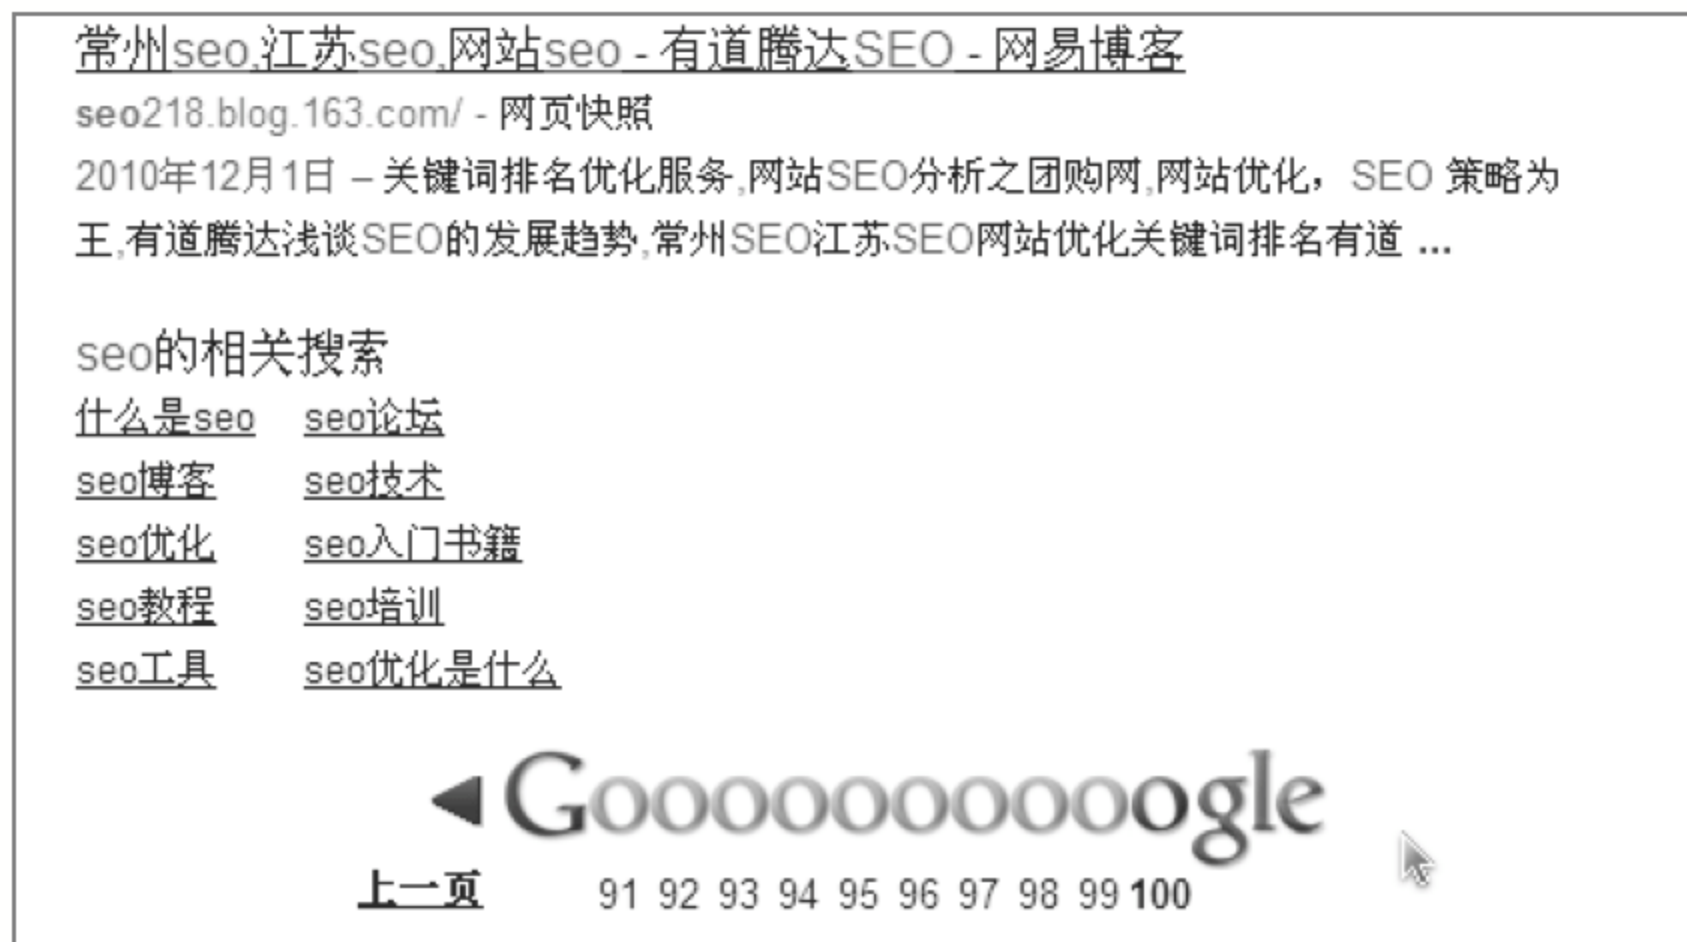 常州seo,江苏seo,网站seo - 有道腾达SEO - 网易博客
seo218.blog.163.com/ - 网页快照
2010年12月1日 – 关键词排名优化服务,网站SEO分析之团购网,网站优化，SEO 策略为
王,有道腾达浅谈SEO的发展趋势,常州SEO江苏SEO网站优化关键词排名有道 ...
seo的相关搜索
什么是seo seo论坛
seo博客 seo技术
seo优化 seo入门书籍
seo教程 seo培训
seo工具 seo优化是什么
Goooooooooogle
上一页 91 92 93 94 95 96 97 98 99 100